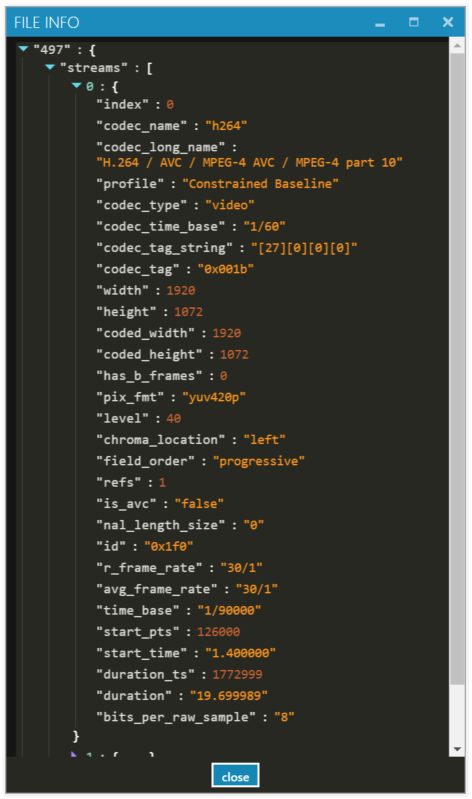 FILE INFO
"497" : {
"streams" : [
0 : {
"index" : 0
"codec_name" : "h264"
"codec_long_name" :
"H.264 / AVC / MPEG-4 AVC / MPEG-4 part 10"
"profile" : "Constrained Baseline"
"codec_type" : "video"
"codec_time_base" : "1/60"
"codec_tag_string" : "[27][0][0][0]"
"codec_tag" : "0x001b"
"width" : 1920
"height" : 1072
"coded_width" : 1920
"coded_height" : 1072
"has_b_frames" : 0
"pix_fmt" : "yuv420p"
"level" : 40
"chroma_location" : "left"
"field_order" : "progressive"
"refs" : 1
"is_avc" : "false"
"nal_length_size" : "0"
"id" : "0x1f0"
"r_frame_rate" : "30/1"
"avg_frame_rate" : "30/1"
"time_base" : "1/90000"
"start_pts" : 126000
"start_time" : "1.400000"
"duration_ts" : 1772999
"duration" : "19.699989"
"bits_per_raw_sample" : "8"
}
1 : {...}
close